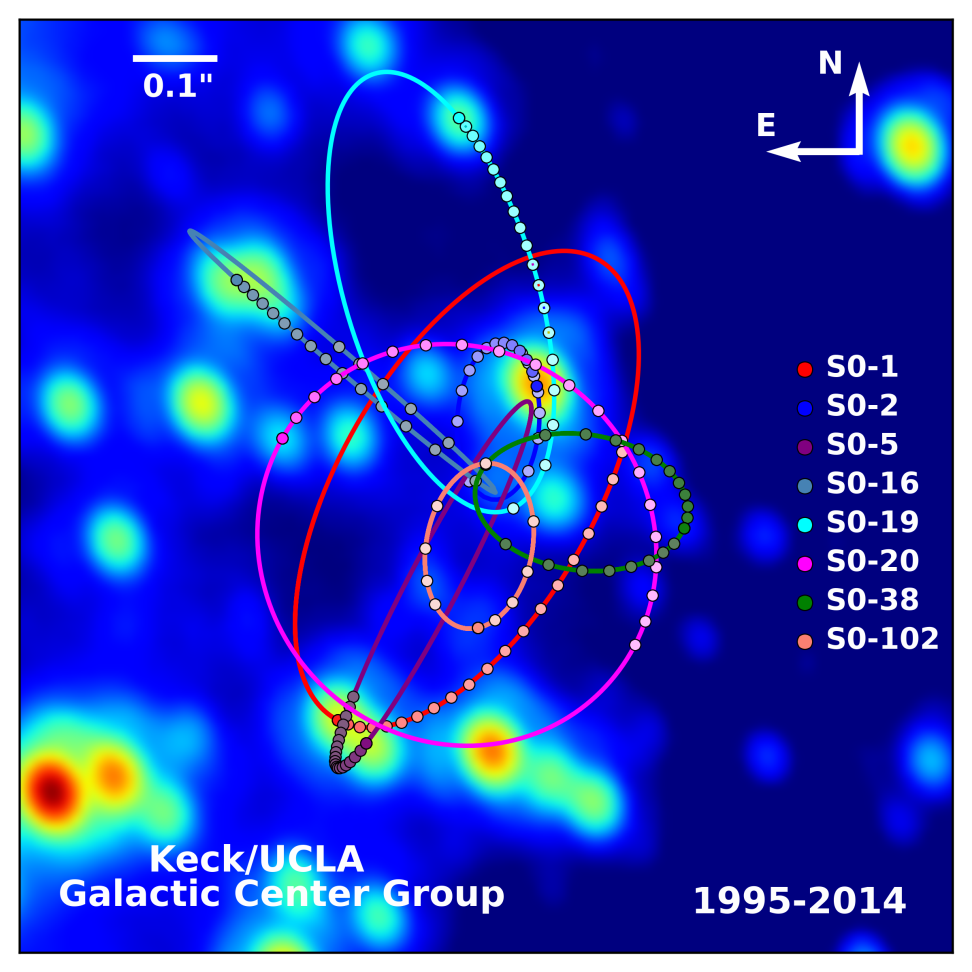 0.1"
N
E
S0-1
S0-2
S0-5
S0-16
S0-19
S0-20
S0-38
S0-102
Keck/UCLA
Galactic Center Group
1995-2014